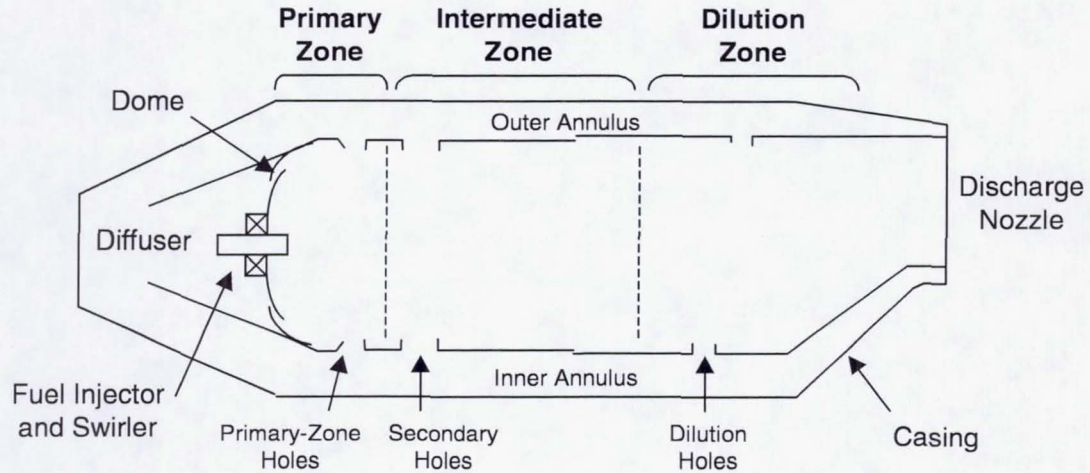 Primary
Zone
Intermediate
Zone
Dilution
Zone
Dome
Outer Annulus
Discharge
Nozzle
Diffuser
Inner Annulus
Fuel Injector
and Swirler
Primary-Zone
Holes
Secondary
Holes
Dilution
Holes
Casing